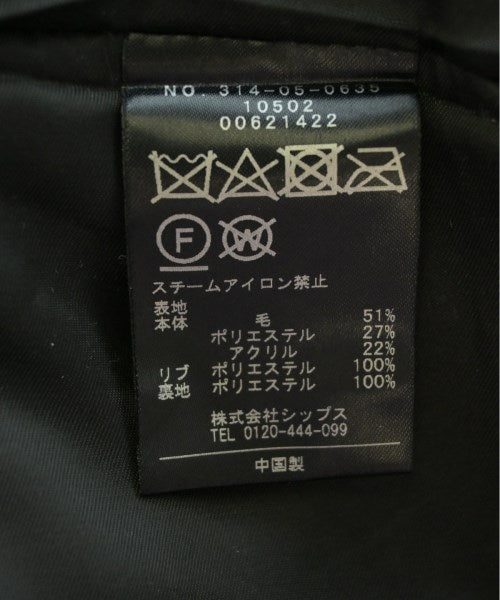 NO. 314-05-0635
10502
00621422
F W
スチームアイロン禁止
表地
本体 毛 51%
ポリエステル 27%
アクリル 22%
リブ ポリエステル 100%
裏地 ポリエステル 100%
株式会社シップス
TEL 0120-444-099
中国製